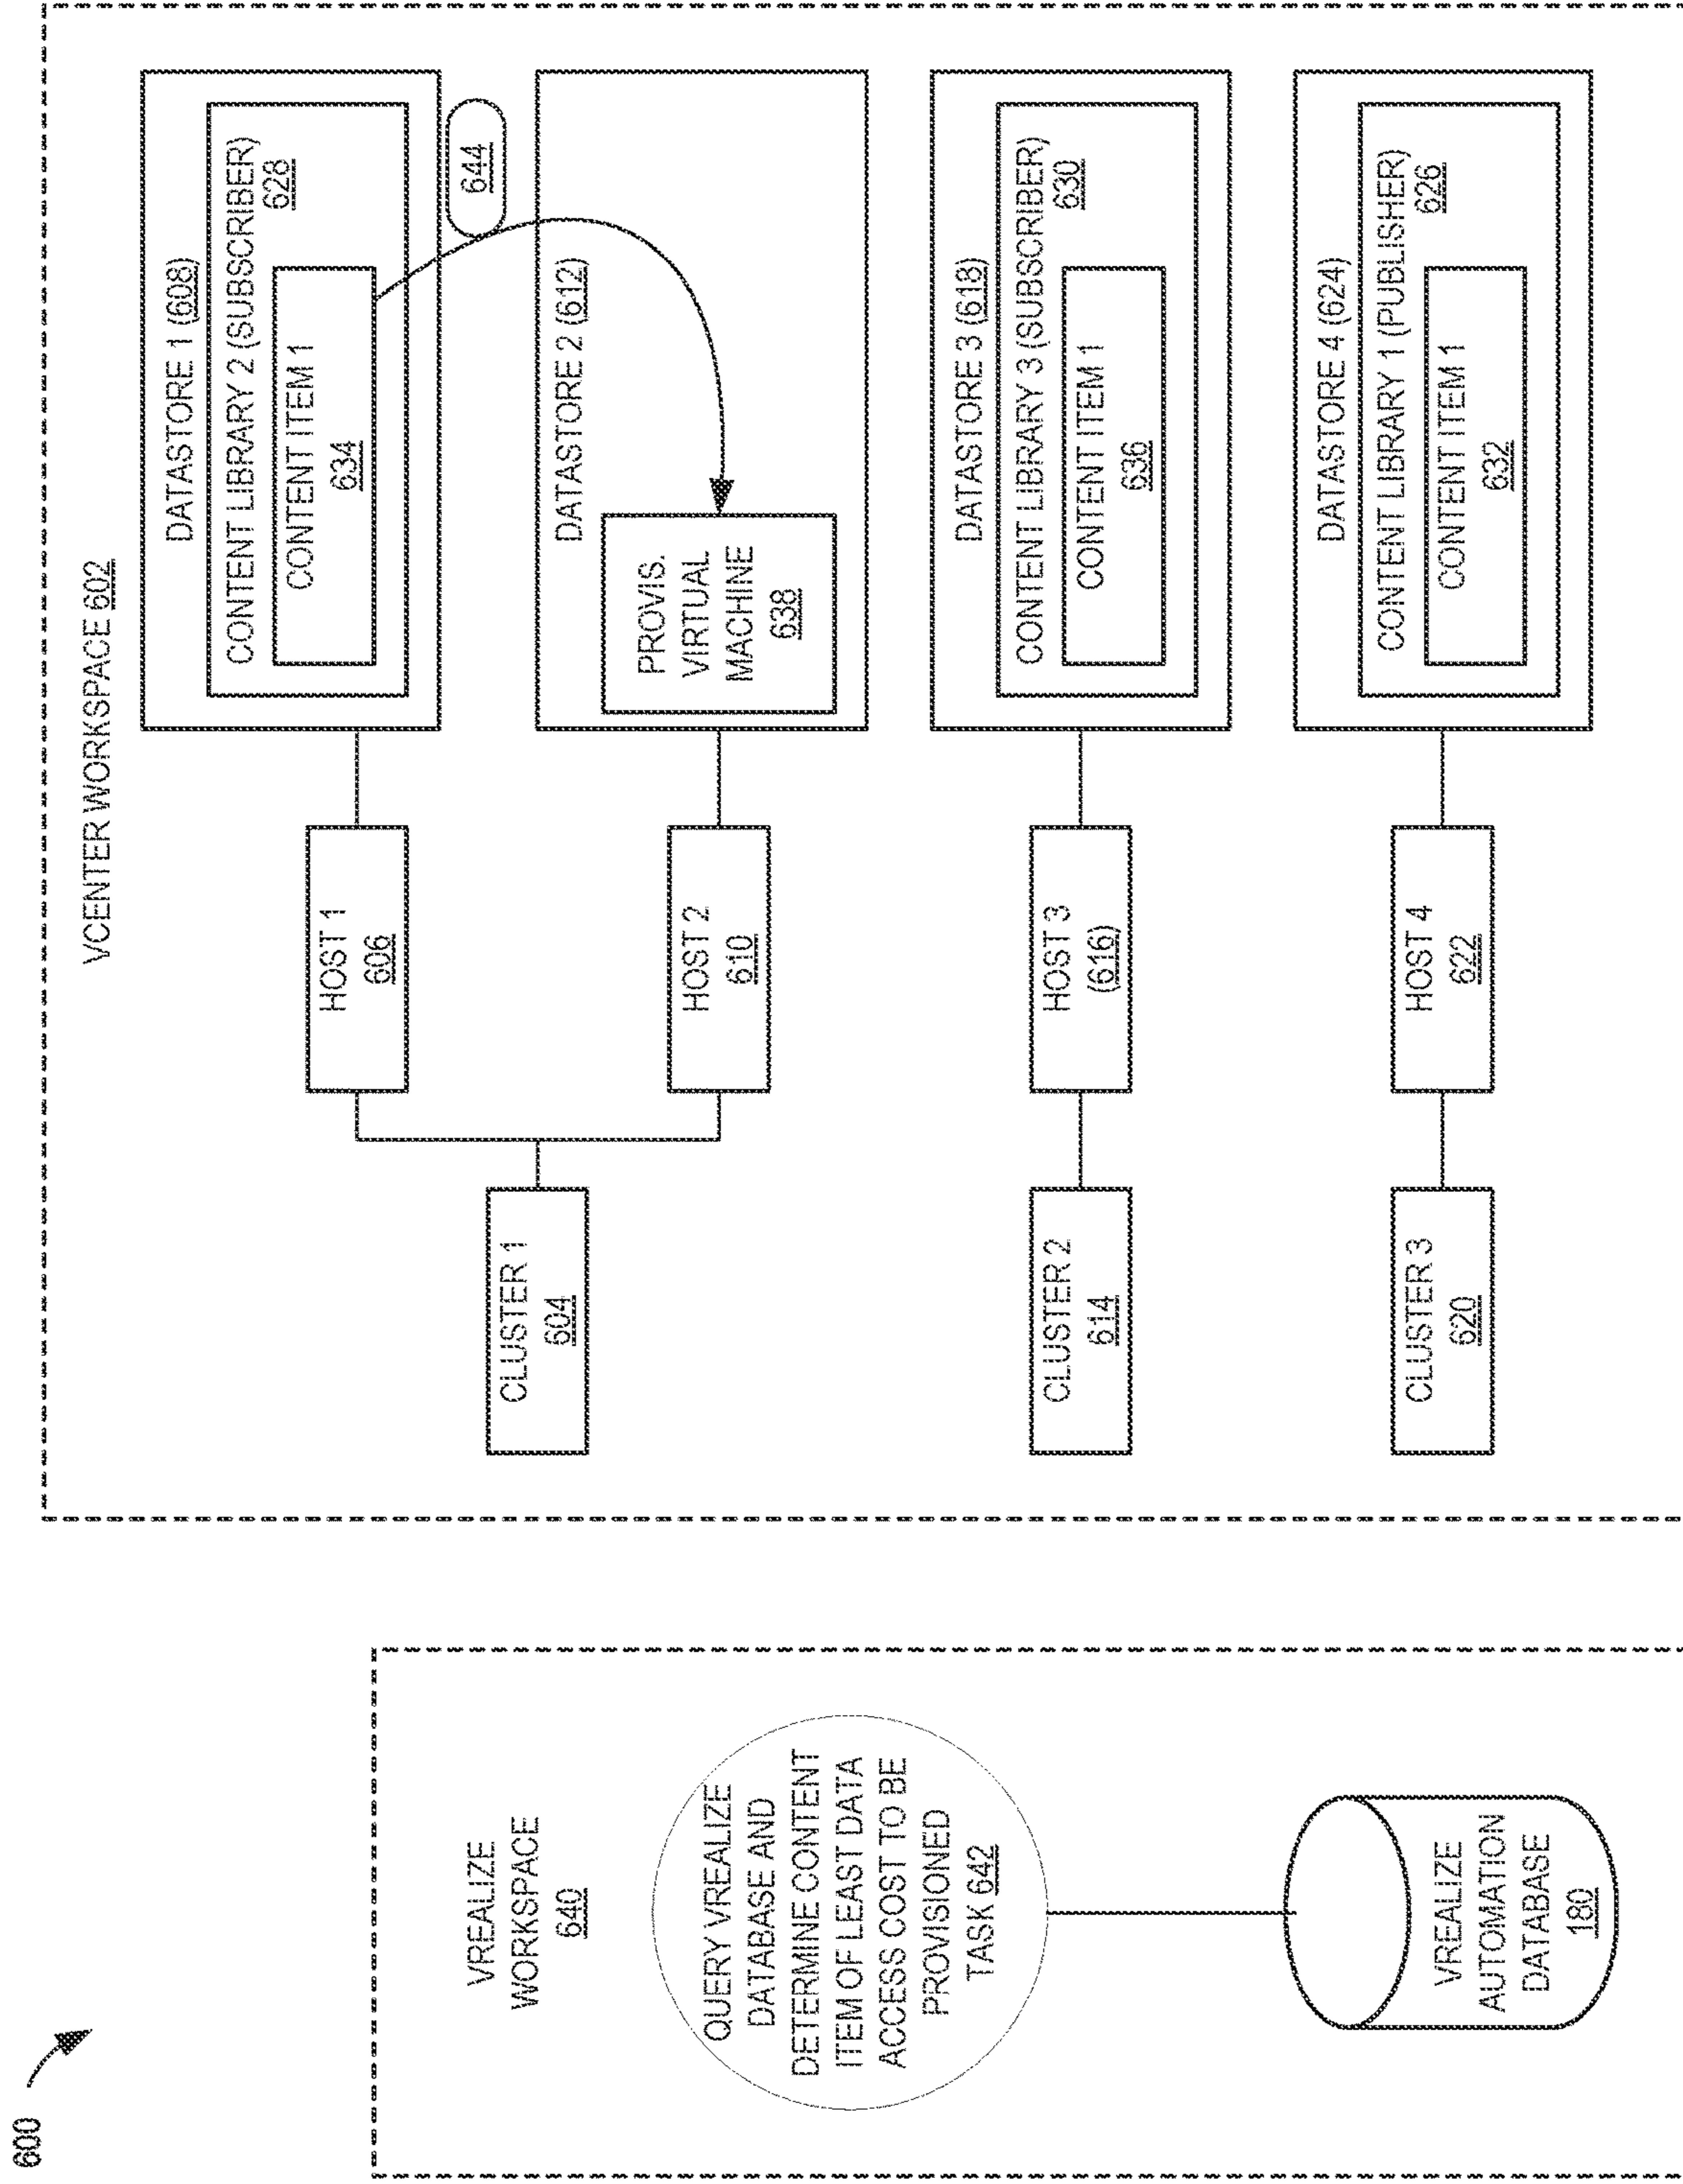 600
VREALIZE
WORKSPACE
640
QUERY VREALIZE
DATABASE AND
DETERMINE CONTENT
ITEM OF LEAST DATA
ACCESS COST TO BE
PROVISIONED
TASK 642
VREALIZE
AUTOMATION
DATABASE
180
VCENTER WORKSPACE 602
CLUSTER 1
604
HOST 1
606
DATASTORE 1 (608)
CONTENT LIBRARY 2 (SUBSCRIBER)
628
CONTENT ITEM 1
634
644
HOST 2
610
DATASTORE 2 (612)
PROVIS.
VIRTUAL
MACHINE
638
CLUSTER 2
614
HOST 3
(616)
DATASTORE 3 (618)
CONTENT LIBRARY 3 (SUBSCRIBER)
630
CONTENT ITEM 1
636
CLUSTER 3
620
HOST 4
622
DATASTORE 4 (624)
CONTENT LIBRARY 1 (PUBLISHER)
626
CONTENT ITEM 1
632